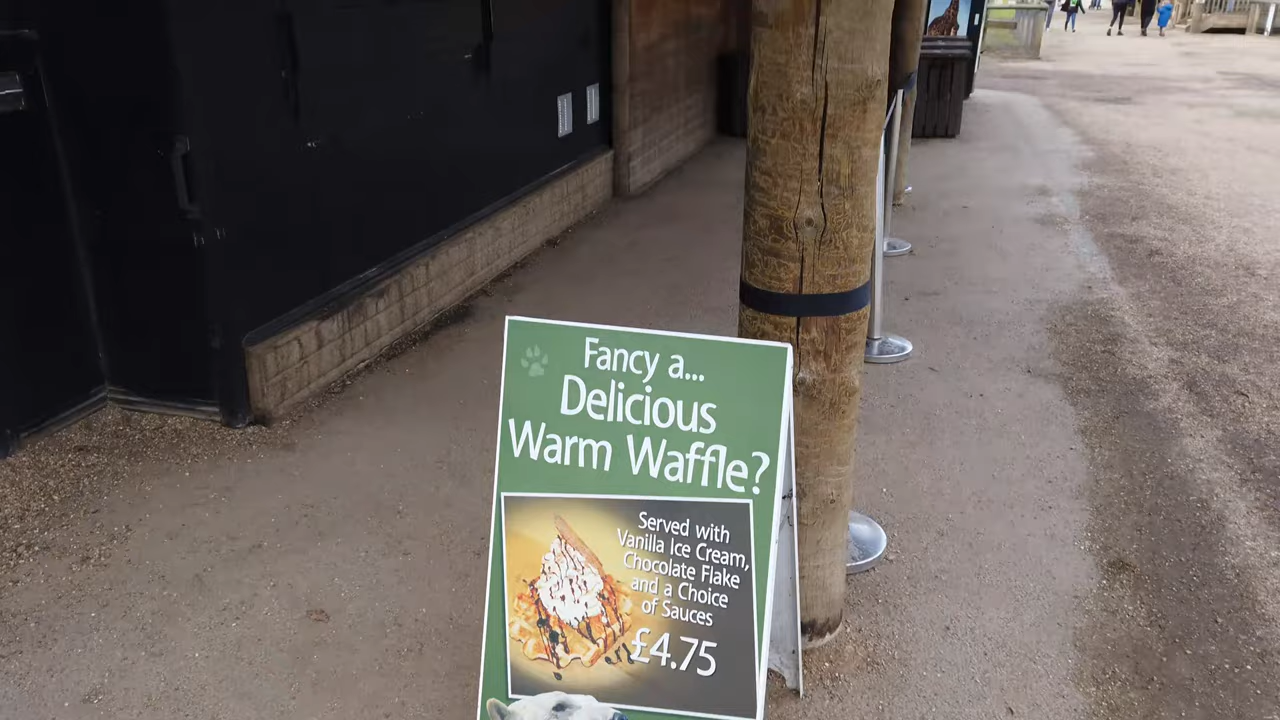 Fancy a...
Delicious
Warm Waffle?
Served with
Vanilla Ice Cream,
Chocolate Flake
and a Choice
of Sauces
£4.75